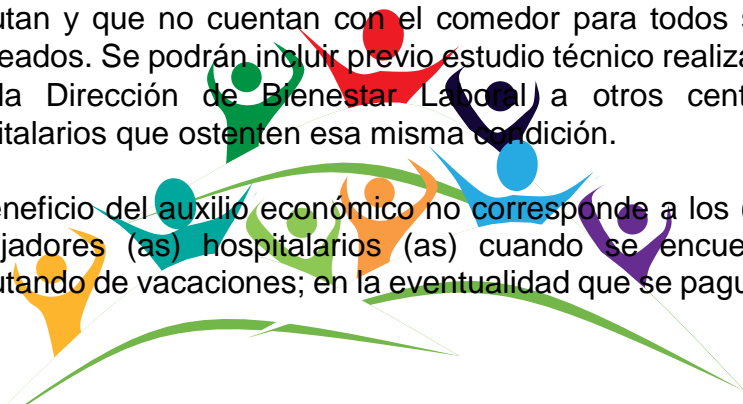 utan y que no cuentan con el comedor para todos s
eados. Se podrán incluir previo estudio técnico realiza
la Dirección de Bienestar Laboral a otros cent
italarios que ostenten esa misma condición.
eneficio del auxilio económico no corresponde a los (
jadores (as) hospitalarios (as) cuando se encue
utando de vacaciones; en la eventualidad que se pagu